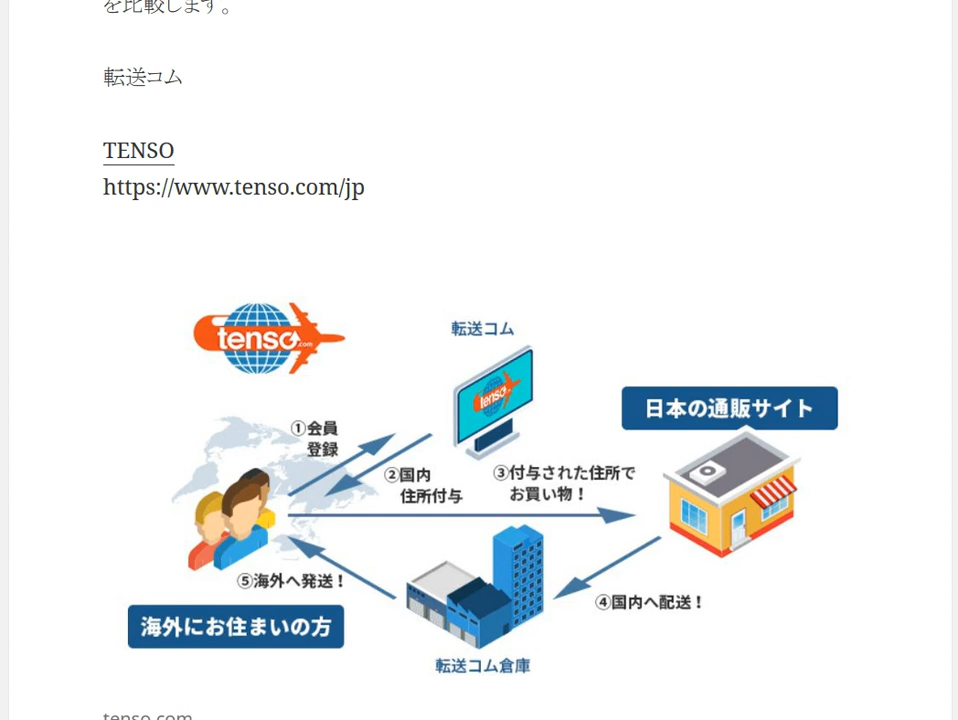 を比較します。
転送コム
TENSO
https://www.tenso.com/jp
tenso.com
転送コム
tenso
日本の通販サイト
①会員
登録
②国内
住所付与
③付与された住所で
お買い物！
⑤海外へ発送！
④国内へ配送！
海外にお住まいの方
転送コム倉庫
tenso.com